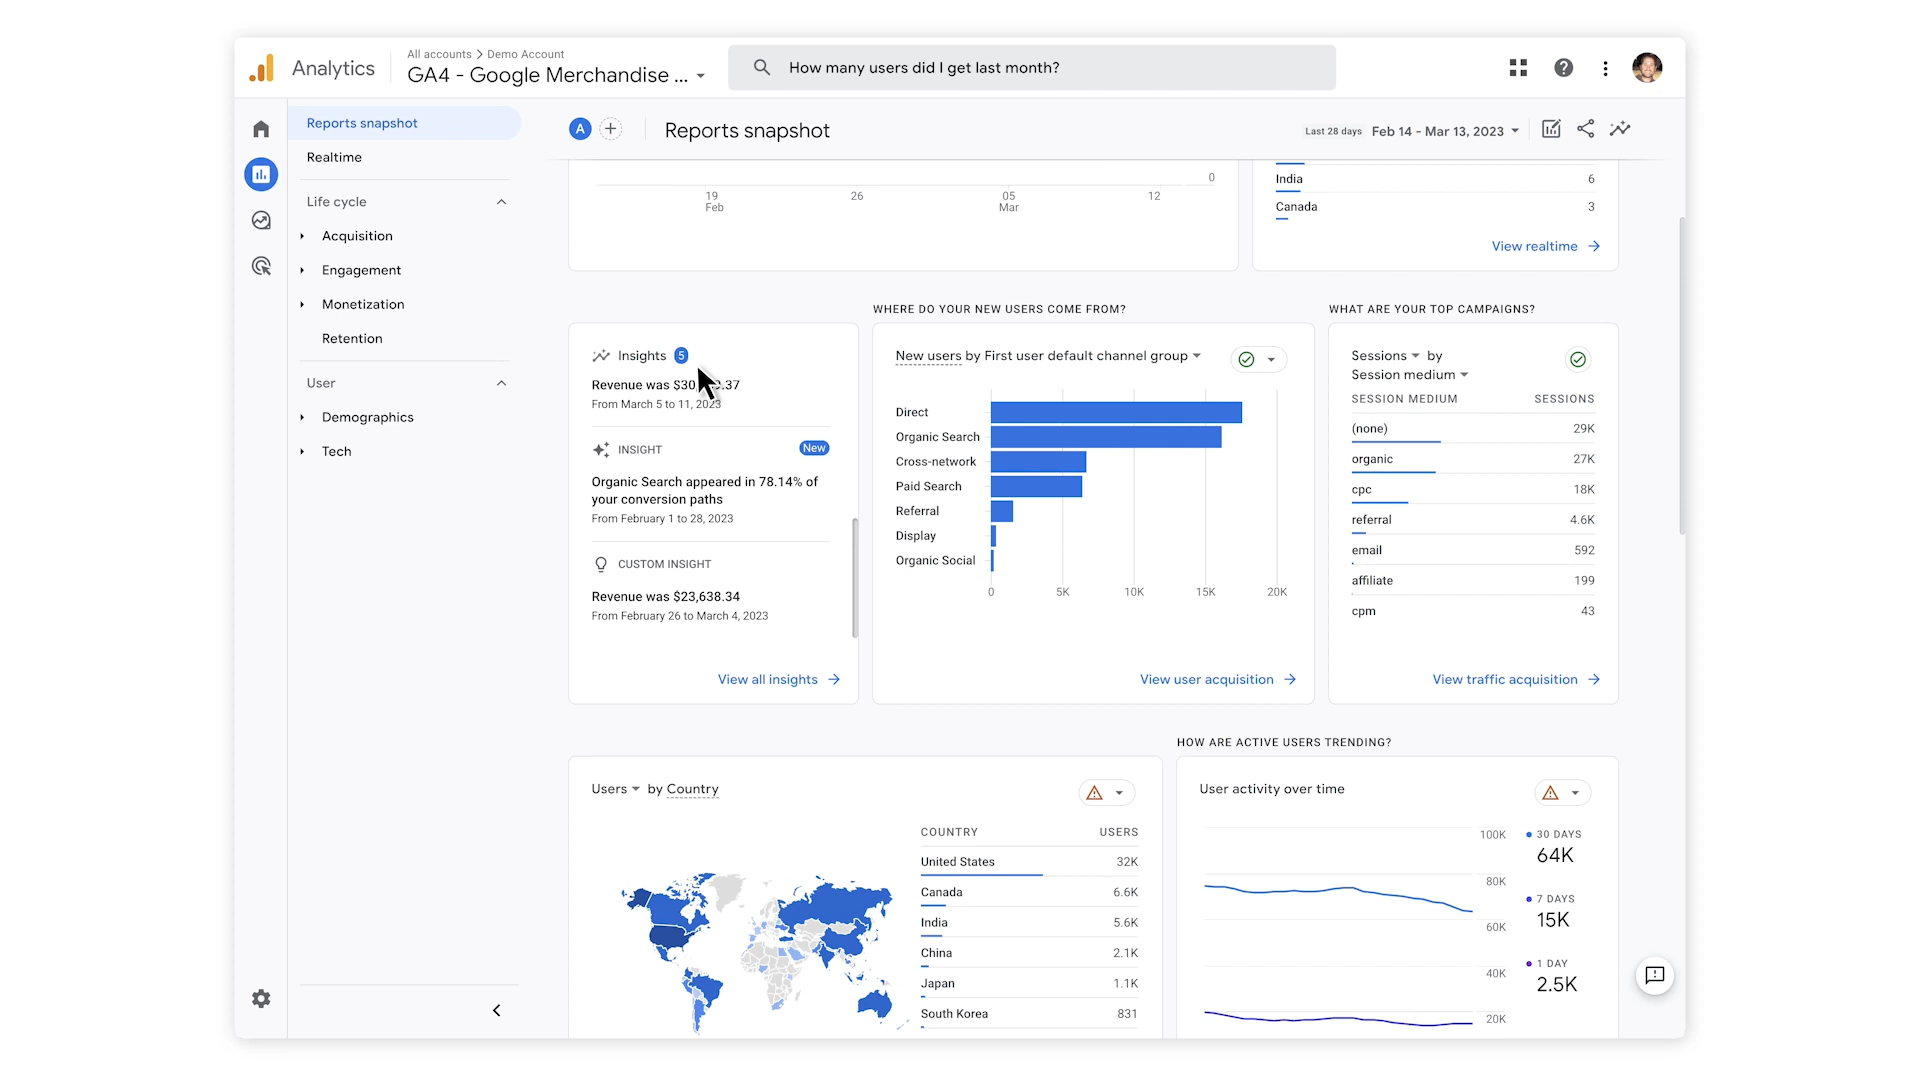 Analytics
All accounts > Demo Account
GA4 - Google Merchandise ...
How many users did I get last month?
Reports snapshot
Realtime
Life cycle
Acquisition
Engagement
Monetization
Retention
User
Demographics
Tech
A
Reports snapshot
Last 28 days Feb 14 - Mar 13, 2023
0
19 26 05 12
Feb Mar
India 6
Canada 3
View realtime
Insights 5
Revenue was $30 .37
From March 5 to 11, 2023
INSIGHT New
Organic Search appeared in 78.14% of
your conversion paths
From February 1 to 28, 2023
CUSTOM INSIGHT
Revenue was $23,638.34
From February 26 to March 4, 2023
View all insights
WHERE DO YOUR NEW USERS COME FROM?
New users by First user default channel group
Direct
Organic Search
Cross-network
Paid Search
Referral
Display
Organic Social
0 5K 10K 15K 20K
View user acquisition
WHAT ARE YOUR TOP CAMPAIGNS?
Sessions by
Session medium
SESSION MEDIUM SESSIONS
(none) 29K
organic 27K
cpc 18K
referral 4.6K
email 592
affiliate 199
cpm 43
View traffic acquisition
Users by Country
COUNTRY USERS
United States 32K
Canada 6.6K
India 5.6K
China 2.1K
Japan 1.1K
South Korea 831
HOW ARE ACTIVE USERS TRENDING?
User activity over time
100K
80K
60K
40K
20K
30 DAYS
64K
7 DAYS
15K
1 DAY
2.5K